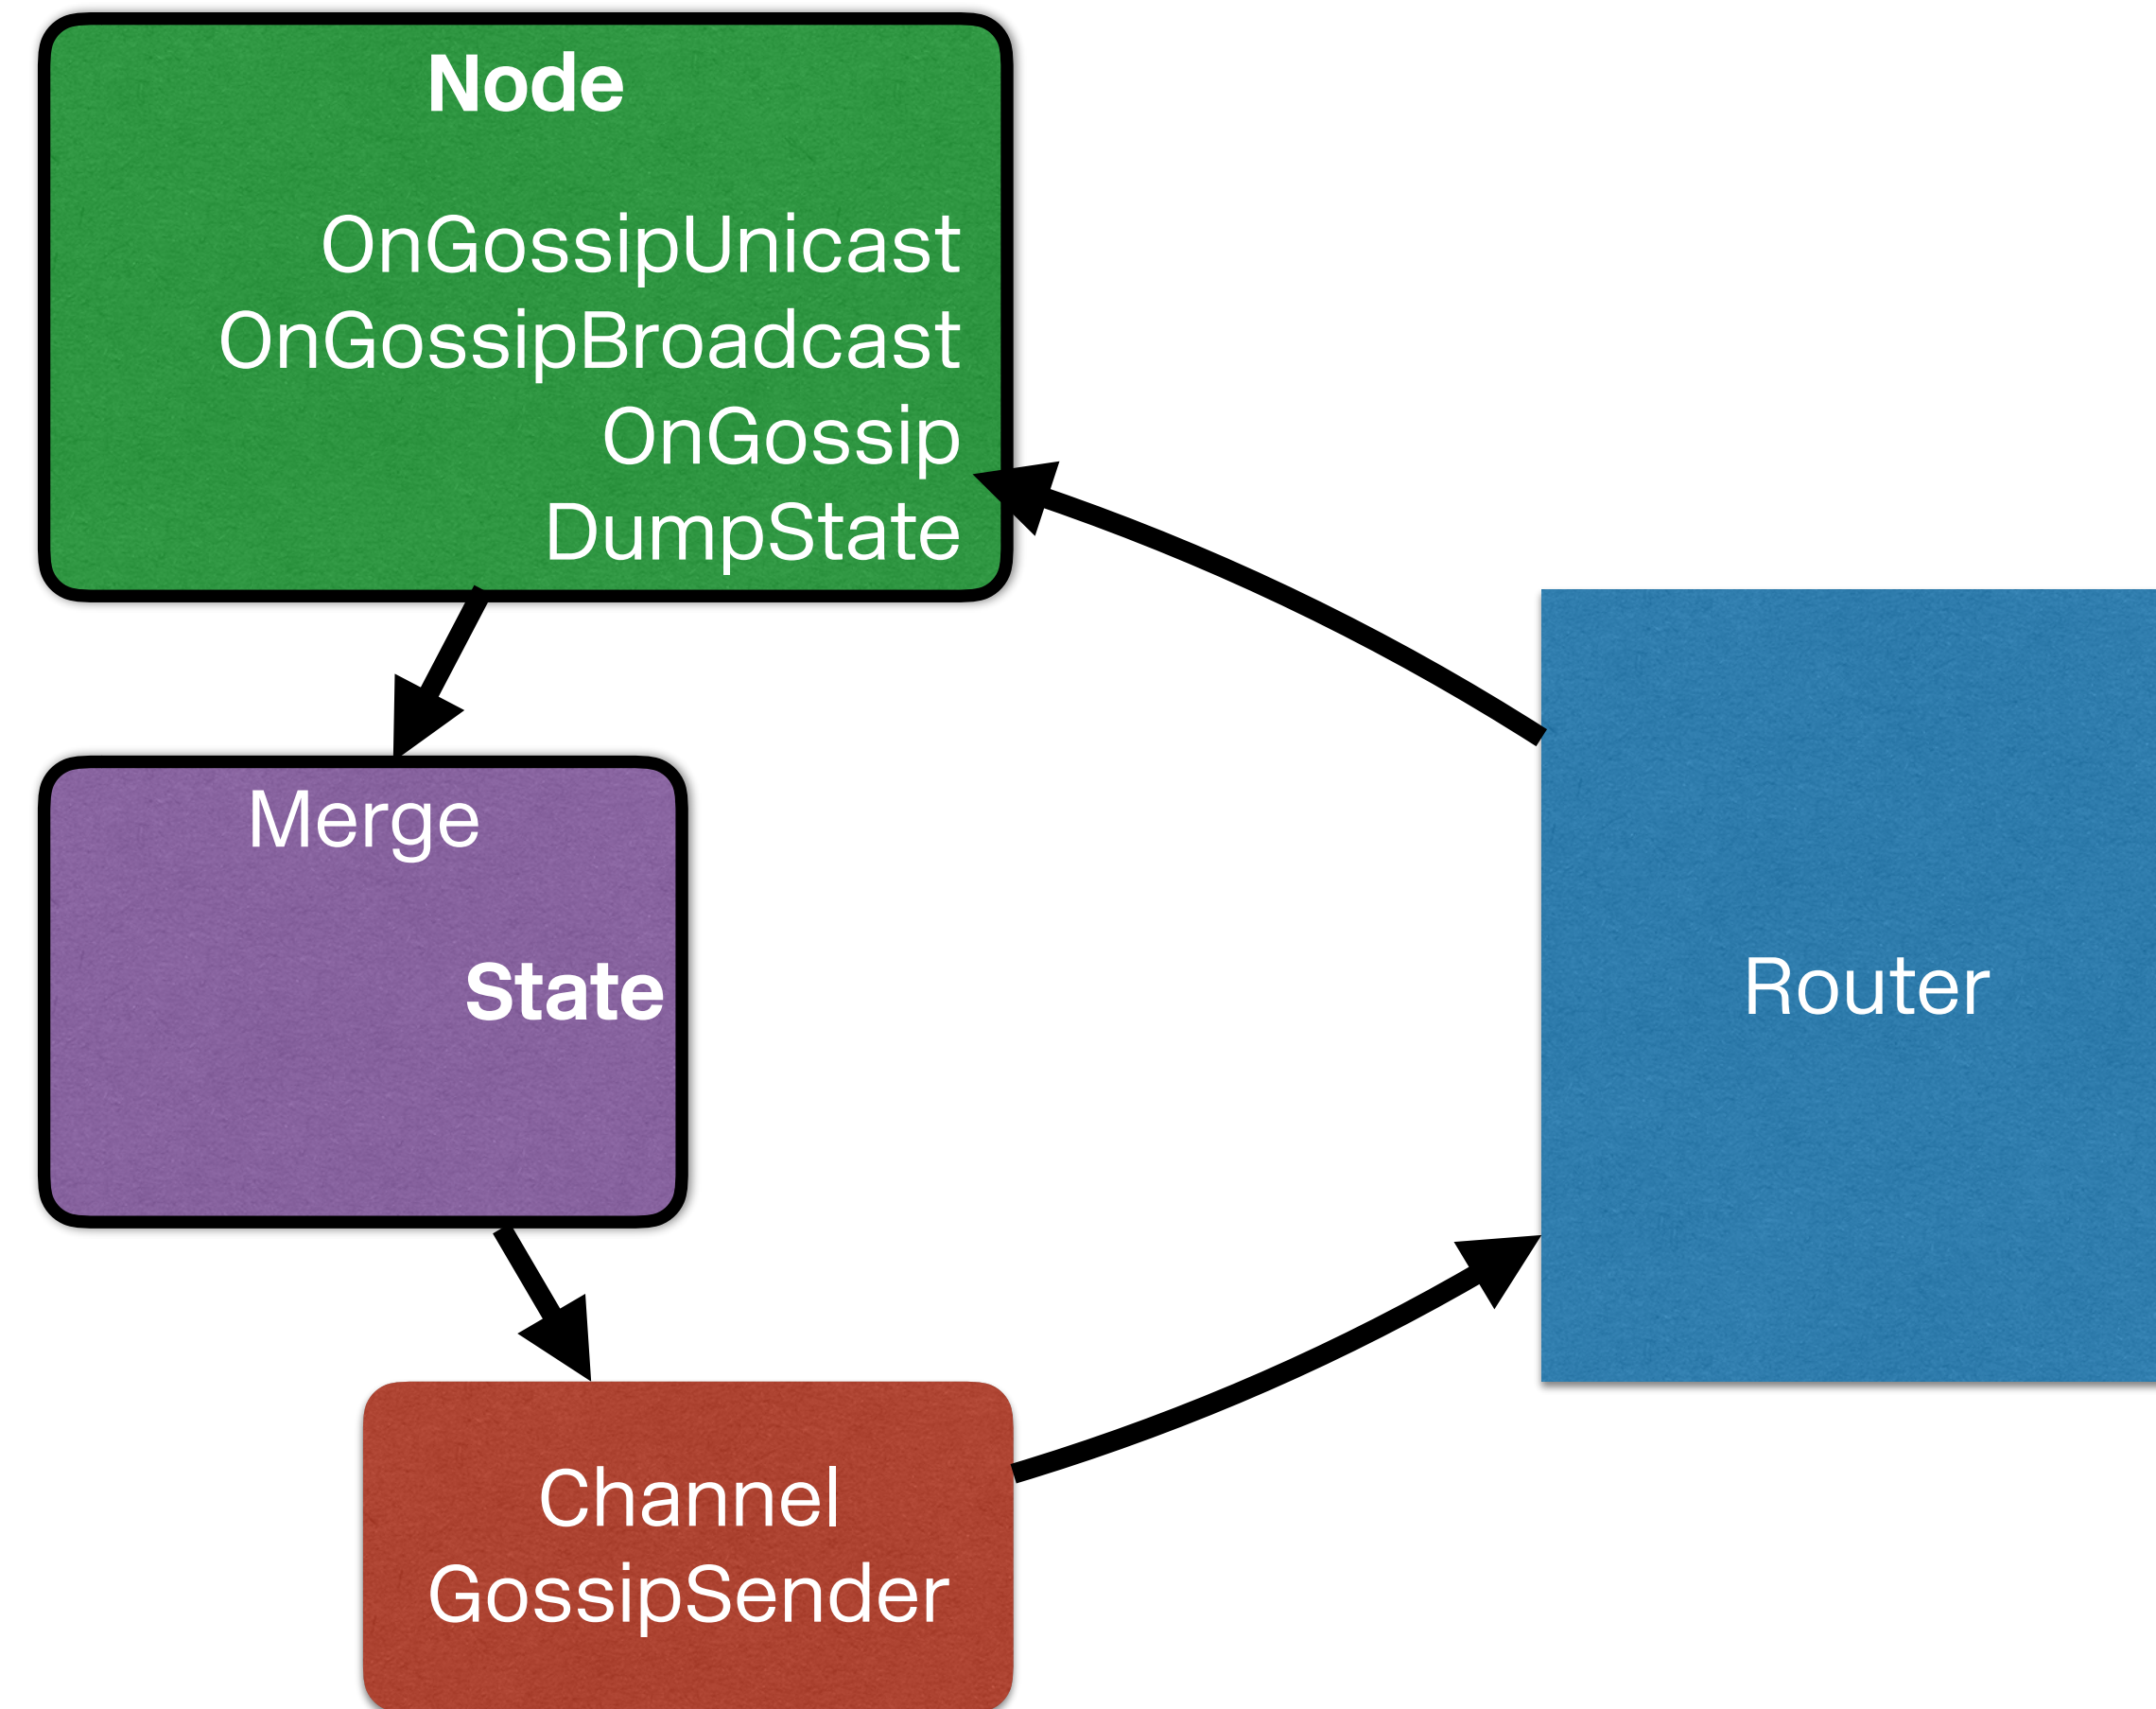 Node
OnGossipUnicast
OnGossipBroadcast
OnGossip
DumpState
Merge
State
Router
Channel
GossipSender